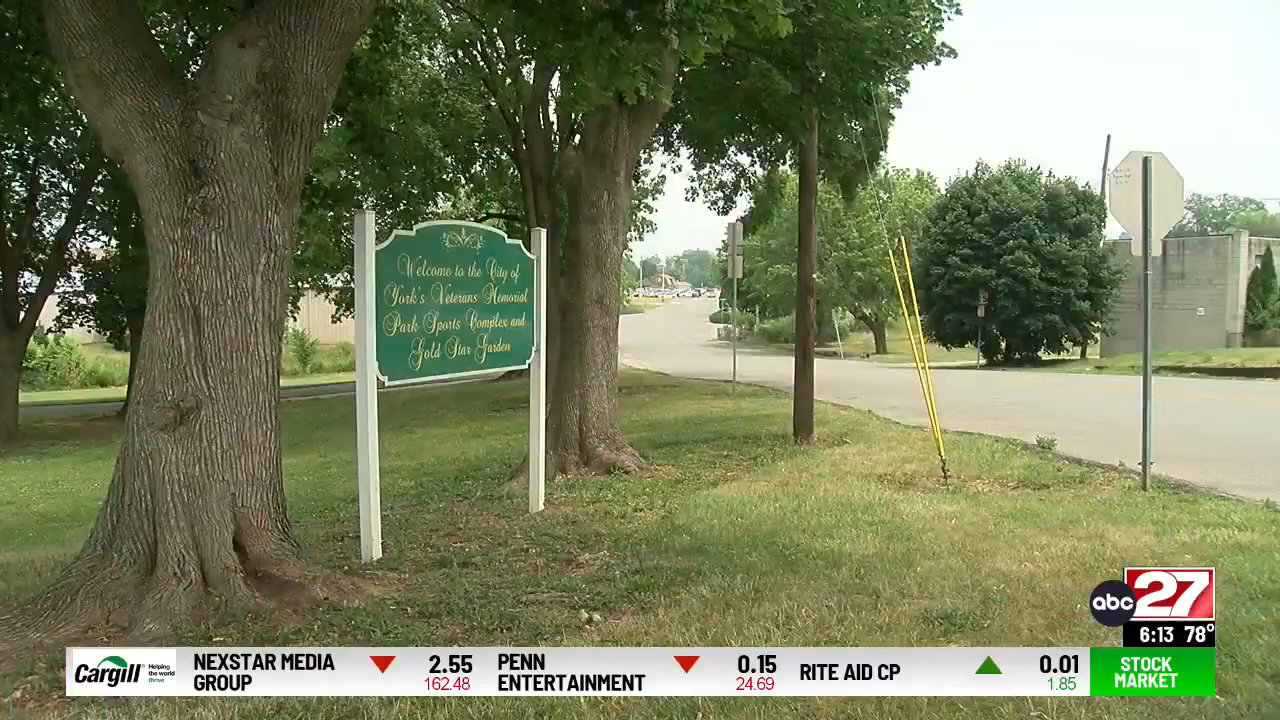 Welcome to the City of
York's Veterans Memorial
Park Sports Complex and
Gold Star Garden
abc 27
6:13 78°
Cargill Helping the world thrive
NEXSTAR MEDIA GROUP
2.55
162.48
PENN ENTERTAINMENT
0.15
24.69
RITE AID CP
0.01
1.85
STOCK MARKET